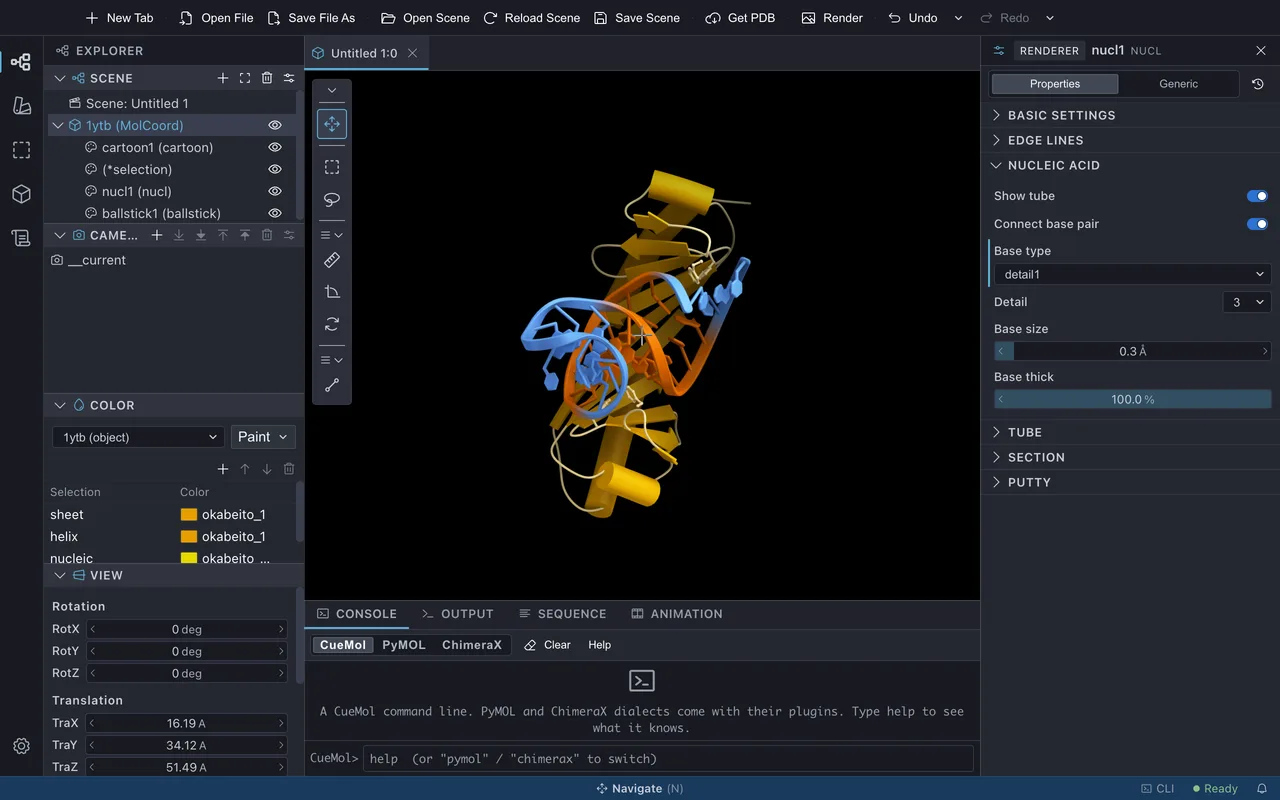 New Tab Open File Save File As Open Scene Reload Scene Save Scene Get PDB Render Undo Redo
EXPLORER
SCENE
Scene: Untitled 1
1ytb (MolCoord)
cartoon1 (cartoon)
(*selection)
nucl1 (nucl)
ballstick1 (ballstick)
CAME...
__current
COLOR
1ytb (object) Paint
Selection Color
sheet okabeito_1
helix okabeito_1
nucleic okabeito ...
VIEW
Rotation
RotX 0 deg
RotY 0 deg
RotZ 0 deg
Translation
TraX 16.19 A
TraY 34.12 A
TraZ 51.49 A
Untitled 1:0
CONSOLE OUTPUT SEQUENCE ANIMATION
CueMol PyMOL ChimeraX Clear Help
A CueMol command line. PyMOL and ChimeraX dialects come with their plugins. Type help to see
what it knows.
CueMol> help (or "pymol" / "chimerax" to switch)
RENDERER nucl1 NUCL
Properties Generic
BASIC SETTINGS
EDGE LINES
NUCLEIC ACID
Show tube
Connect base pair
Base type
detail1
Detail 3
Base size
0.3 Å
Base thick
100.0 %
TUBE
SECTION
PUTTY
Navigate (N) CLI Ready